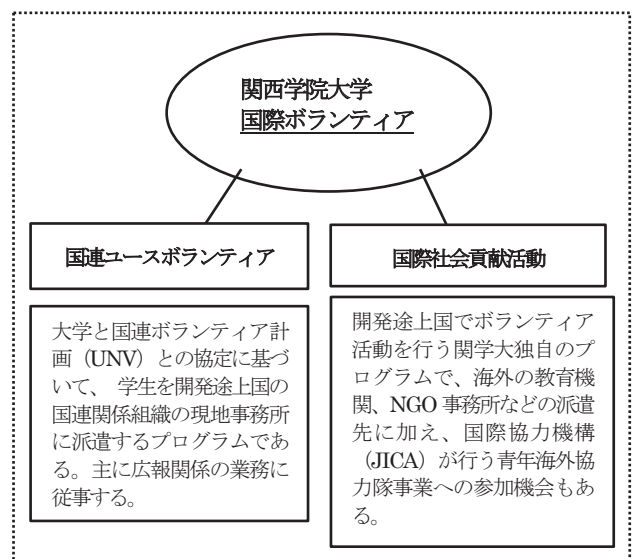 関西学院大学
国際ボランティア
国連ユースボランティア
大学と国連ボランティア計
画（UNV）との協定に基づ
いて、 学生を開発途上国の
国連関係組織の現地事務所
に派遣するプログラムであ
る。主に広報関係の業務に
従事する。
国際社会貢献活動
開発途上国でボランティア
活動を行う関学大独自のプ
ログラムで、海外の教育機
関、NGO 事務所などの派遣
先に加え、国際協力機構
（JICA）が行う青年海外協
力隊事業への参加機会もあ
る。